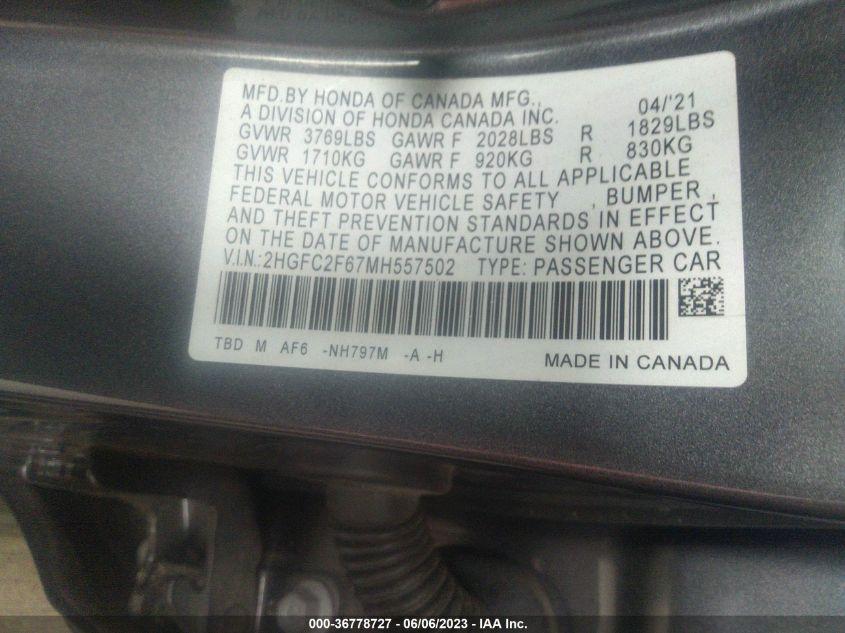 MFD.BY HONDA OF CANADA MFG., 04/'21
A DIVISION OF HONDA CANADA INC.
GVWR 3769LBS GAWR F 2028LBS R 1829LBS
GVWR 1710KG GAWR F 920KG R 830KG
THIS VEHICLE CONFORMS TO ALL APPLICABLE
FEDERAL MOTOR VEHICLE SAFETY , BUMPER ,
AND THEFT PREVENTION STANDARDS IN EFFECT
ON THE DATE OF MANUFACTURE SHOWN ABOVE.
V.I.N.:2HGFC2F67MH557502 TYPE: PASSENGER CAR
TBD M AF6 -NH797M -A -H MADE IN CANADA
000-36778727 - 06/06/2023 - IAA Inc.